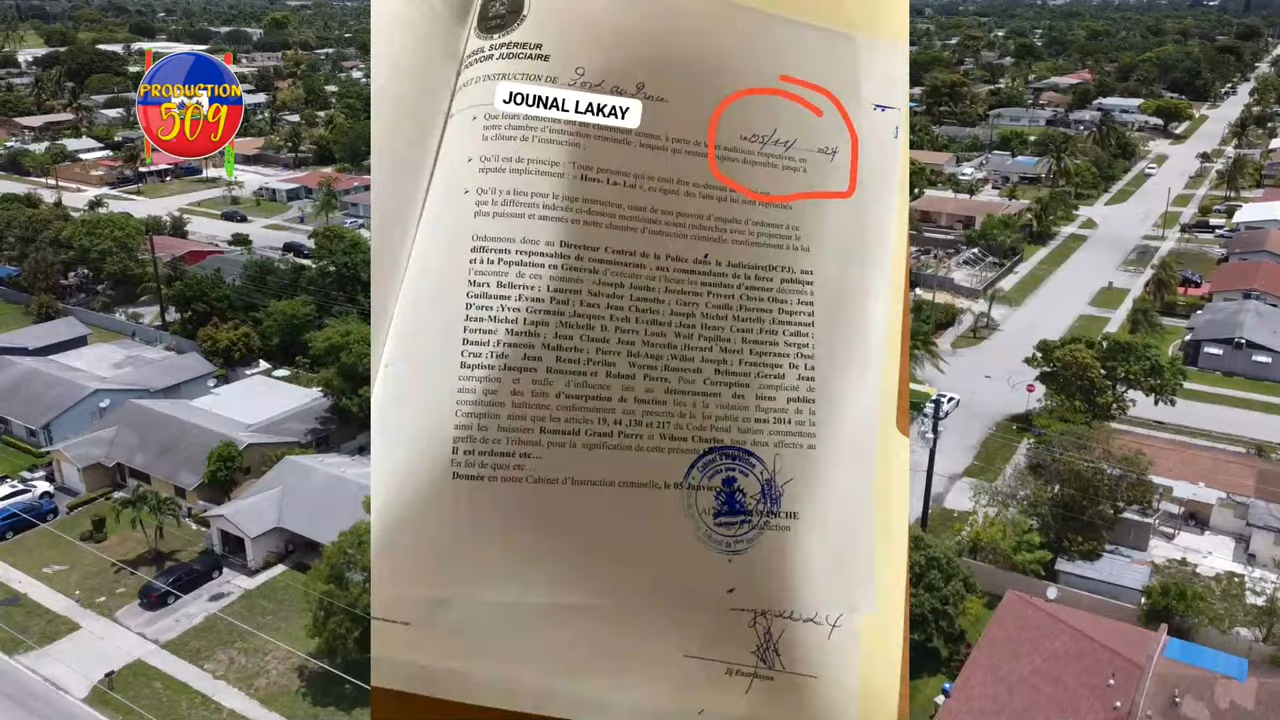 PRODUCTION
509
JOUNAL LAKAY
CONSEIL SUPÉRIEUR
POUVOIR JUDICIAIRE
CABINET D'INSTRUCTION DE Port-au-Prince
2024
Que leurs domiciles ont été clairement connus, à partir de leurs auditions respectives, en
notre chambre d'instruction criminelle ; lesquels qui restent toujours disponible, jusqu'à
la clôture de l'instruction.
Qu'il est de principe : "Toute personne qui se croit être au-dessus de
réputée implicitement : « Hors- La- Loi », eu égard des faits qui lui sont reprochés
Qu'il y a lieu pour le juge instructeur, usant de son pouvoir d'enquête d'ordonner à ce
que le différents indexés ci-dessous mentionnés soient recherches avec le projecteur le
plus puissant et amenés en notre chambre d'instruction criminelle, conformément à la loi
Ordonnons donc au Directeur Central de la Police dans le Judiciaire(DCPJ), aux
différents responsables de commissariats , aux commandants de la force publique
et à la Population en Générale d'exécuter sur l'heure les mandats d'amener décernés à
l'encontre de ces nommés : «Joseph Jouthe ; Jocelerme Privert ;Clovis Obas ; Jean
Marx Bellerive ; Laurent Salvador Lamothe ; Garry Conille ;Florence Duperval
Guillaume ;Evans Paul ; Enex Jean Charles ; Joseph Michel Martelly ;Emmanuel
D'ores ;Yves Germain ;Jacques Evelt Eveillard ;Jean Henry Ceant ;Fritz Caillot ;
Jean-Michel Lapin ;Michelle D. Pierre Louis Wolf Papillon ; Remarais Sergot ;
Fortuné Marthis ; Jean Claude Jean Marcelin ;Berard Morel Esperance ;Ossé
Daniel ;Francois Malherbe ; Pierre Bel-Ange ;Willot Joseph ; Francisque De La
Cruz ;Tide Jean Renel ;Perilus Worms ;Roosevelt Belimont ;Gerald Jean
Baptiste ;Jacques Rousseau et Roland Pierre, Pour Corruption ,complicité de
corruption et trafic d'influence liés au détournement des biens publics
ainsi que des faits d'usurpation de fonction liés à la violation flagrante de la
constitution haïtienne, conformément aux prescrits de la loi publié en mai 2014 sur la
Corruption ainsi que les articles 19, 44 ,130 et 217 du Code Pénal haïtien ,commettons
ainsi les huissiers Romuald Grand Pierre et Wilson Charles, tous deux affectés au
greffe de ce Tribunal, pour la signification de cette présente
Il est ordonné etc…
En foi de quoi etc…
Donnée en notre Cabinet d'Instruction criminelle, le 05 Janvier
d'Instruction
Jij Enstriksyon